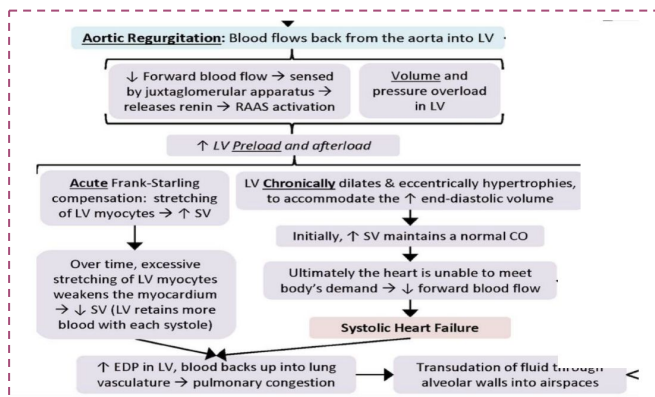 Aortic Regurgitation: Blood flows back from the aorta into LV
↓ Forward blood flow → sensed
by juxtaglomerular apparatus →
releases renin → RAAS activation
Volume and
pressure overload
in LV
↑ LV Preload and afterload
Acute Frank-Starling
compensation: stretching
of LV myocytes → ↑ SV
LV Chronically dilates & eccentrically hypertrophies,
to accommodate the ↑ end-diastolic volume
Initially, ↑ SV maintains a normal CO
Over time, excessive
stretching of LV myocytes
weakens the myocardium
→ ↓ SV (LV retains more
blood with each systole)
Ultimately the heart is unable to meet
body's demand → ↓ forward blood flow
Systolic Heart Failure
↑ EDP in LV, blood backs up into lung
vasculature → pulmonary congestion
Transudation of fluid through
alveolar walls into airspaces